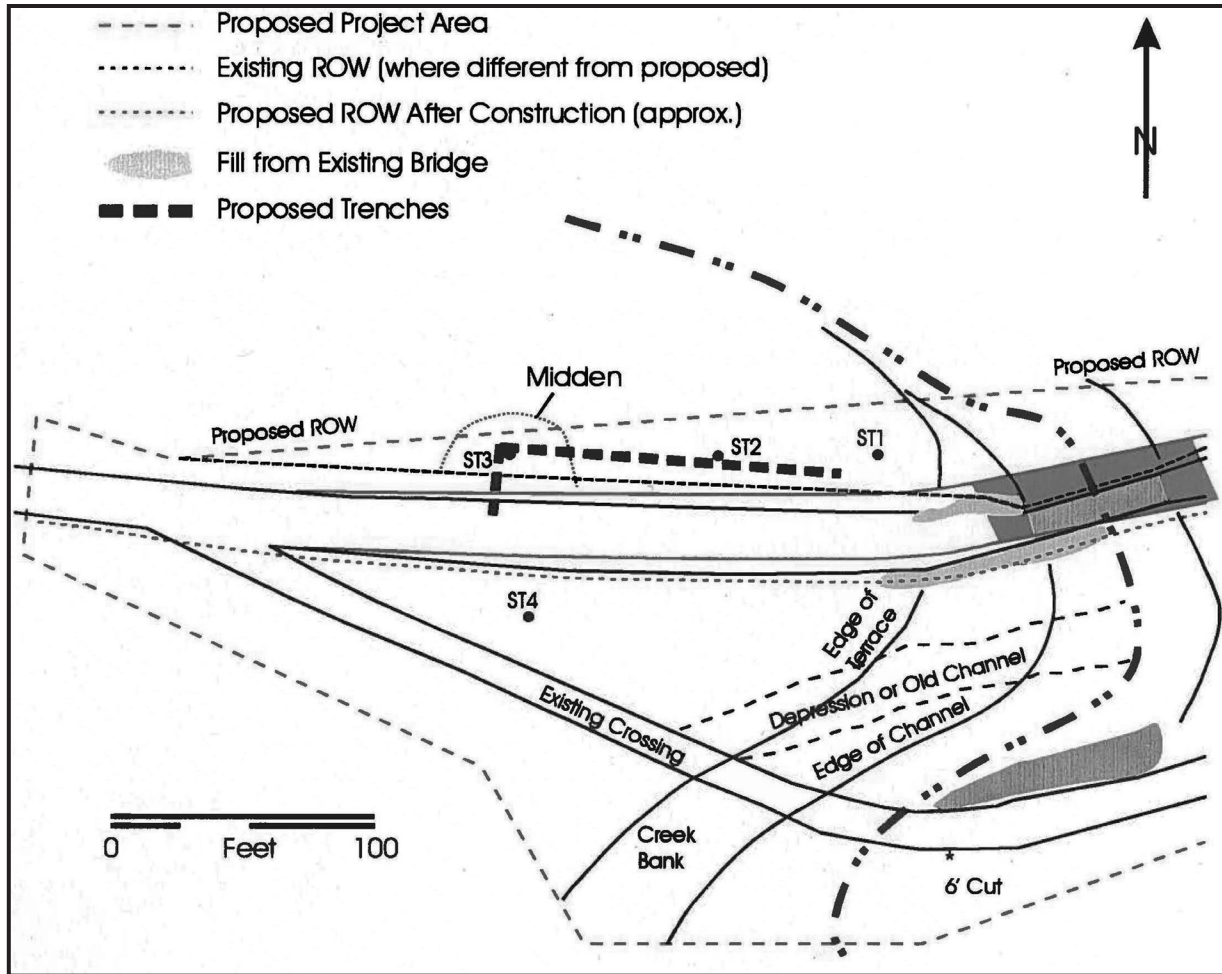 Proposed Project Area
Existing ROW (where different from proposed)
Proposed ROW After Construction (approx.)
Fill from Existing Bridge
Proposed Trenches
N
Midden
Proposed ROW
Proposed ROW
ST3
ST2
ST1
ST4
Edge of
Terrace
Depression or Old Channel
Edge of Channel
Existing Crossing
Creek
Bank
6' Cut
0 Feet 100